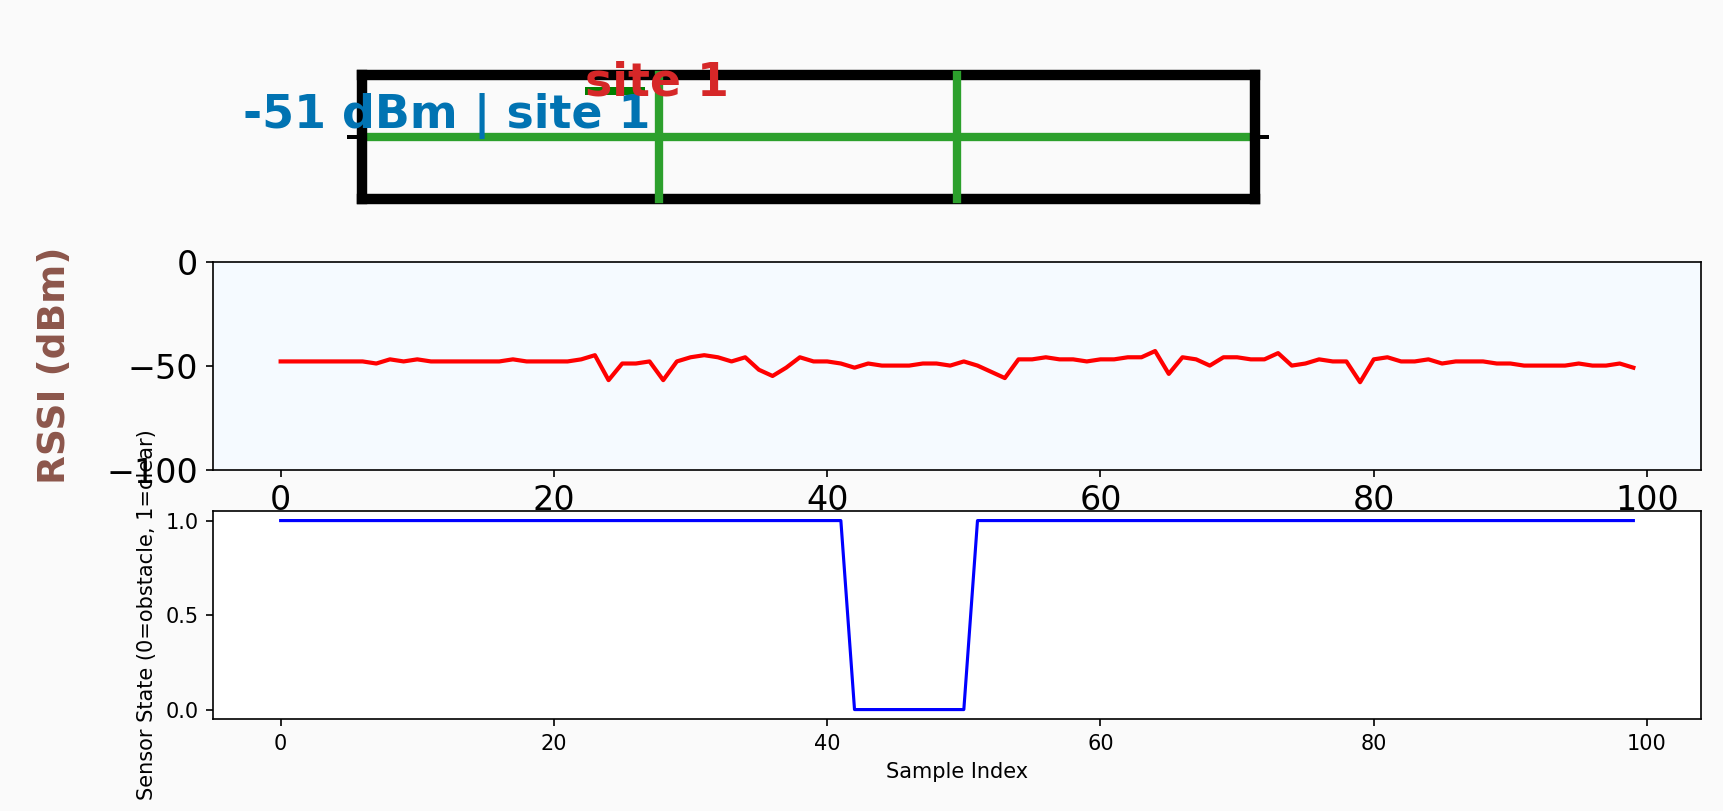 site 1
-51 dBm | site 1
RSSI (dBm)
0
−50
−100
0 20 40 60 80 100
Sensor State (0=obstacle, 1=clear)
1.0
0.5
0.0
0 20 40 60 80 100
Sample Index